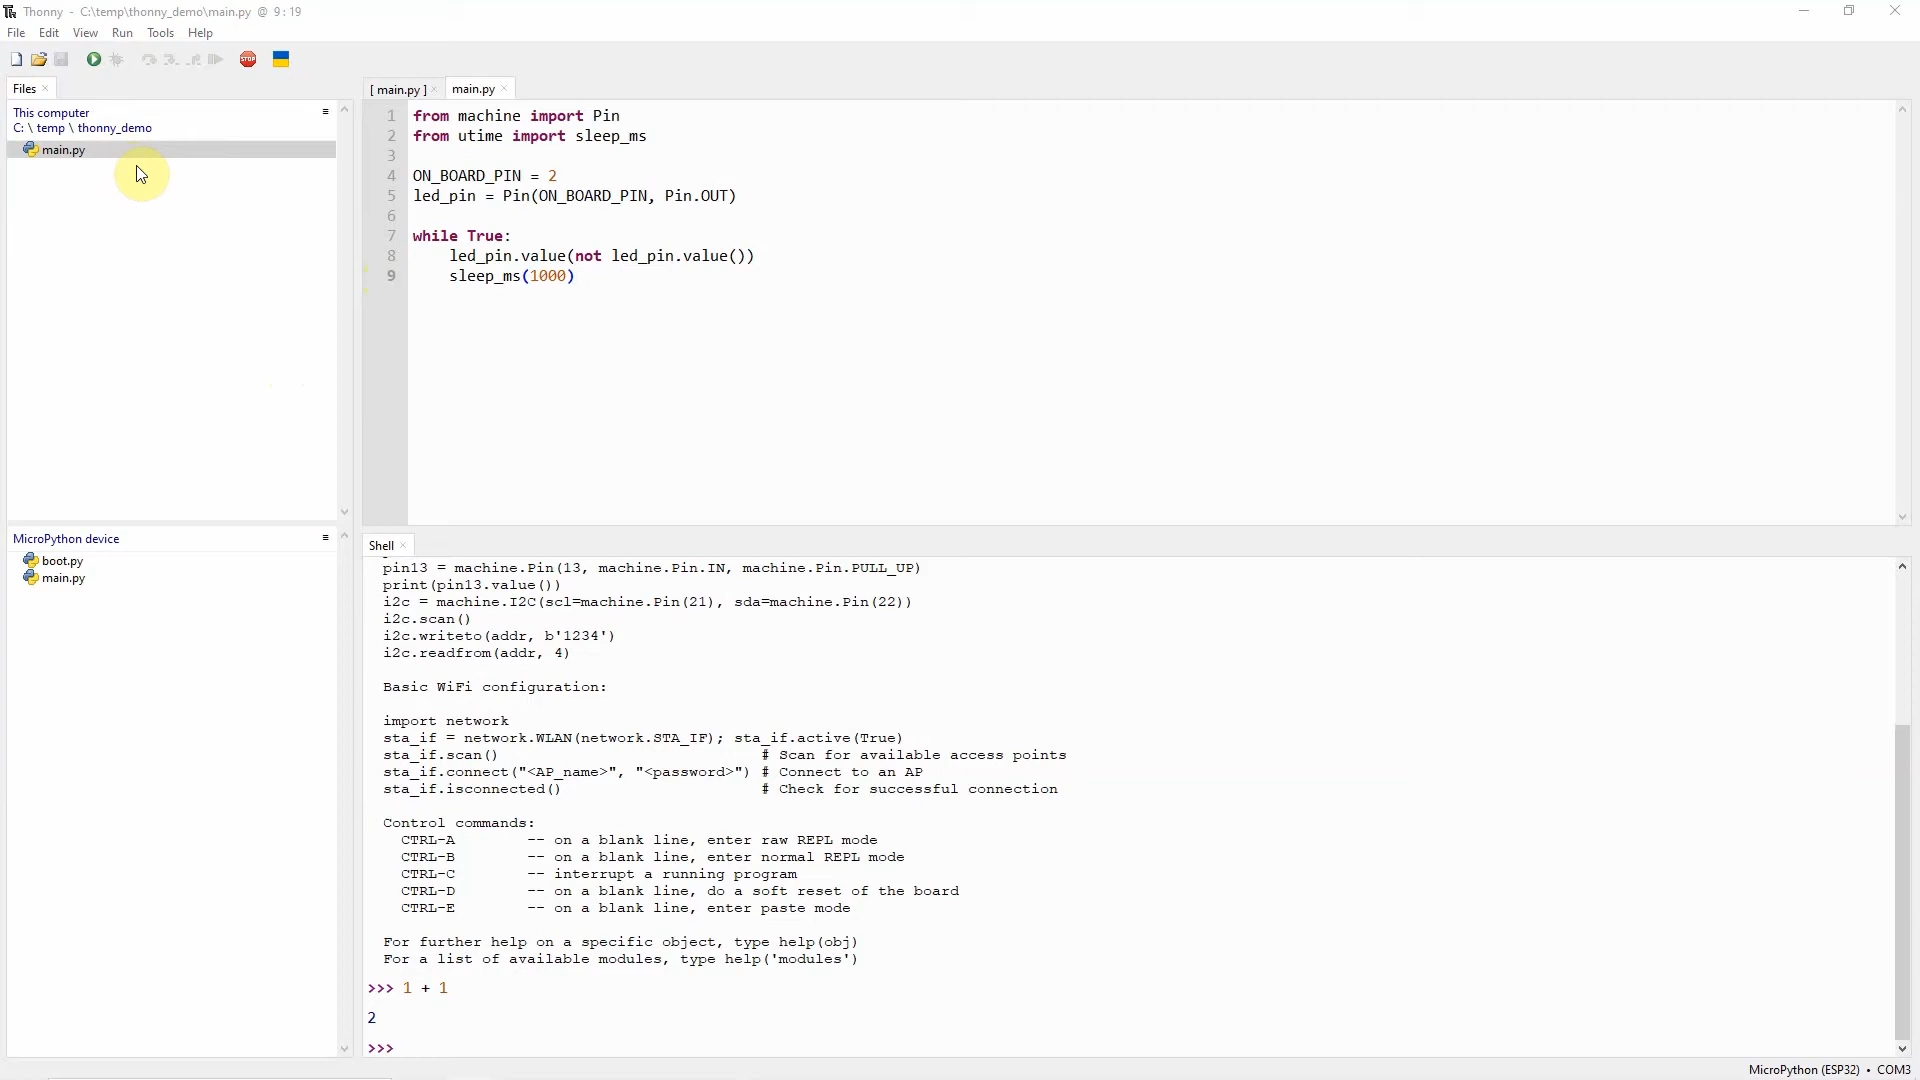 Thonny - C:\temp\thonny_demo\main.py @ 9:19
File Edit View Run Tools Help
STOP
Files
This computer
C: \ temp \ thonny_demo
main.py
MicroPython device
boot.py
main.py
[ main.py ] main.py
1 from machine import Pin
2 from utime import sleep_ms
3
4 ON_BOARD_PIN = 2
5 led_pin = Pin(ON_BOARD_PIN, Pin.OUT)
6
7 while True:
8     led_pin.value(not led_pin.value())
9     sleep_ms(1000)
Shell
pin13 = machine.Pin(13, machine.Pin.IN, machine.Pin.PULL_UP)
print(pin13.value())
i2c = machine.I2C(scl=machine.Pin(21), sda=machine.Pin(22))
i2c.scan()
i2c.writeto(addr, b'1234')
i2c.readfrom(addr, 4)
Basic WiFi configuration:
import network
sta_if = network.WLAN(network.STA_IF); sta_if.active(True)
sta_if.scan()                             # Scan for available access points
sta_if.connect("<AP_name>", "<password>") # Connect to an AP
sta_if.isconnected()                      # Check for successful connection
Control commands:
  CTRL-A        -- on a blank line, enter raw REPL mode
  CTRL-B        -- on a blank line, enter normal REPL mode
  CTRL-C        -- interrupt a running program
  CTRL-D        -- on a blank line, do a soft reset of the board
  CTRL-E        -- on a blank line, enter paste mode
For further help on a specific object, type help(obj)
For a list of available modules, type help('modules')
>>> 1 + 1
2
>>>
MicroPython (ESP32) • COM3